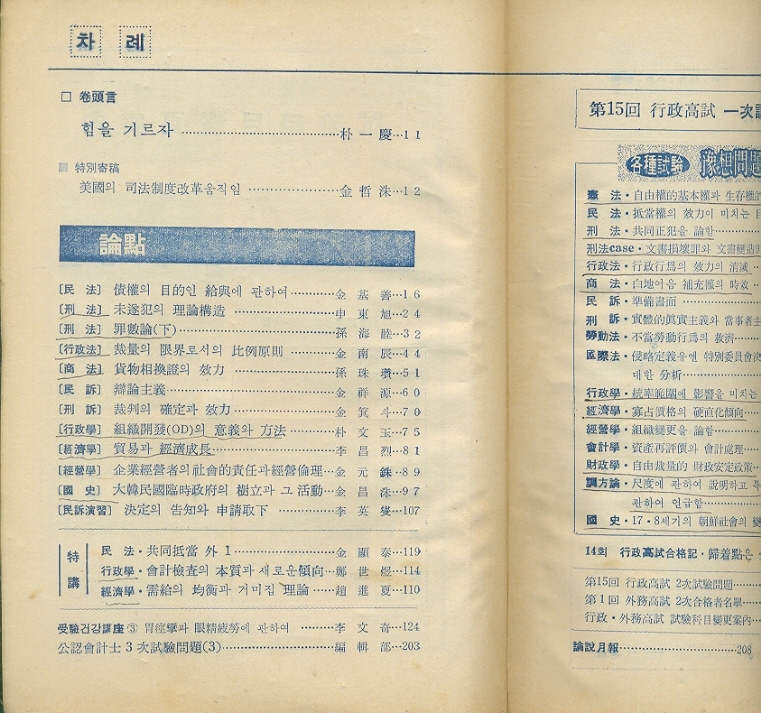 차 례
□ 卷頭言
힘을 기르자 …… 朴 一 慶…11
▩ 特別寄稿
美國의 司法制度改革움직임 …… 金 哲 洙…12
論點
[民 法] 債權의 目的인 給與에 관하여……金 基 善…16
[刑 法] 未遂犯의 理論構造……申 東 旭…24
[刑 法] 罪數論(下)……孫 海 睦…32
[行政法] 裁量의 限界로서의 比例原則……金 南 辰…44
[商 法] 貨物相換證의 效力……孫 珠 瓚…51
[民 訴] 辯論主義……金 祥 源…60
[刑 訴] 裁判의 確定과 效力……金 箕 斗…70
[行政學] 組織開發(OD)의 意義와 方法……朴 文 玉…75
[經濟學] 貿易과 經濟成長……李 昌 烈…81
[經營學] 企業經營者의 社會的責任과 經營倫理…金 元 銖…89
[國 史] 大韓民國臨時政府의 樹立과 그 活動…金 昌 洙…97
[民訴演習] 決定의 告知와 申請取下……李 英 燮…107
特講
民 法・共同抵當 外 1……金 顯 泰…119
行政學・會計檢査의 本質과 새로운傾向…鄭 世 煜…114
經濟學・需給의 均衡과 거미집 理論……趙 進 夏…110
受驗건강講座 ③ 胃痙攣과 眼精疲勞에 관하여……李 文 奇…124
公認會計士 3 次試驗問題(3)……編 輯 部…203
第15回 行政高試 一次
各種試驗 豫想問題
憲 法・自由權的基本權과 生存權的
民 法・抵當權의 效力이 미치는
刑 法・共同正犯을 論함……
刑法case・文書損壞罪와 文書變造
行政法・行政行爲의 效力의 消滅…
商 法・白地어음 補充權의 時效…
民 訴・準備書面……
刑 訴・實體的眞實主義와 當事者主
勞動法・不當勞動行爲의 救濟……
國際法・侵略定義을엔 特別委員會
대한 分析……
行政學・統率範圍에 影響을 미치는
經濟學・寡占價格의 硬直化傾向……
經營學・組織變更을 論함……
會計學・資產再評價와 會計處理……
財政學・自由裁量的 財政安定政策…
調方論・尺度에 관하여 說明하고
관하여 언급함……
國 史・17・8세기의 朝鮮社會의
14회 行政高試合格記・歸着點은
第15回 行政高試 2次試驗問題……
第 1 回 外務高試 2次合格者名單……
行政・外務高試 試驗科目變更案內…
論說月報……208